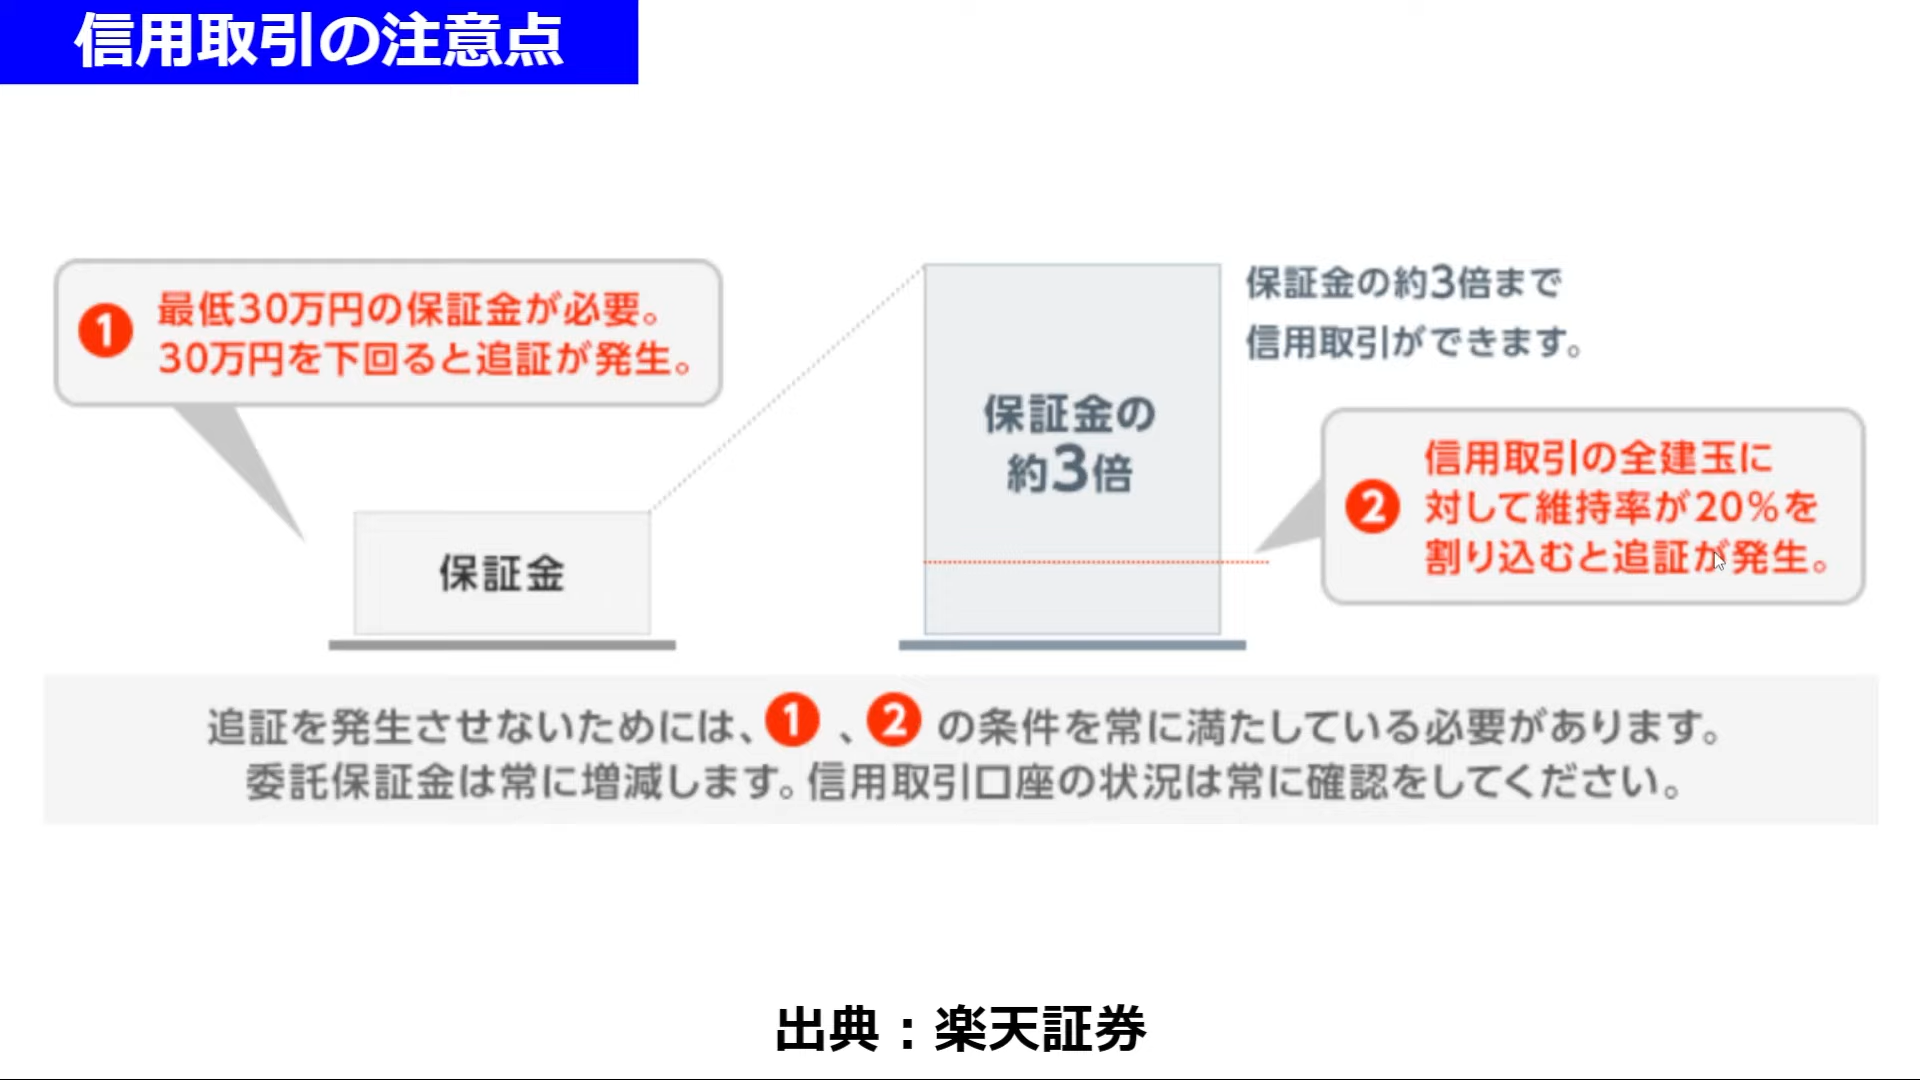 信用取引の注意点
1 最低30万円の保証金が必要。
30万円を下回ると追証が発生。
保証金
保証金の
約3倍
保証金の約3倍まで
信用取引ができます。
2 信用取引の全建玉に
対して維持率が20%を
割り込むと追証が発生。
追証を発生させないためには、1、2の条件を常に満たしている必要があります。
委託保証金は常に増減します。信用取引口座の状況は常に確認をしてください。
出典：楽天証券